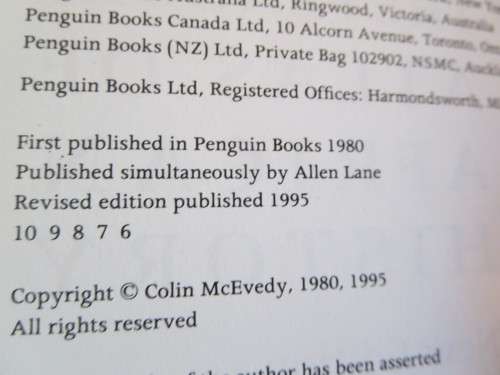 Ltd, Ringwood, Victoria, Australia
Penguin Books Canada Ltd, 10 Alcorn Avenue, Toronto,
Penguin Books (NZ) Ltd, Private Bag 102902, NSMC,
Penguin Books Ltd, Registered Offices: Harmondsworth,
First published in Penguin Books 1980
Published simultaneously by Allen Lane
Revised edition published 1995
10 9 8 7 6
Copyright © Colin McEvedy, 1980, 1995
All rights reserved
author has been asserted